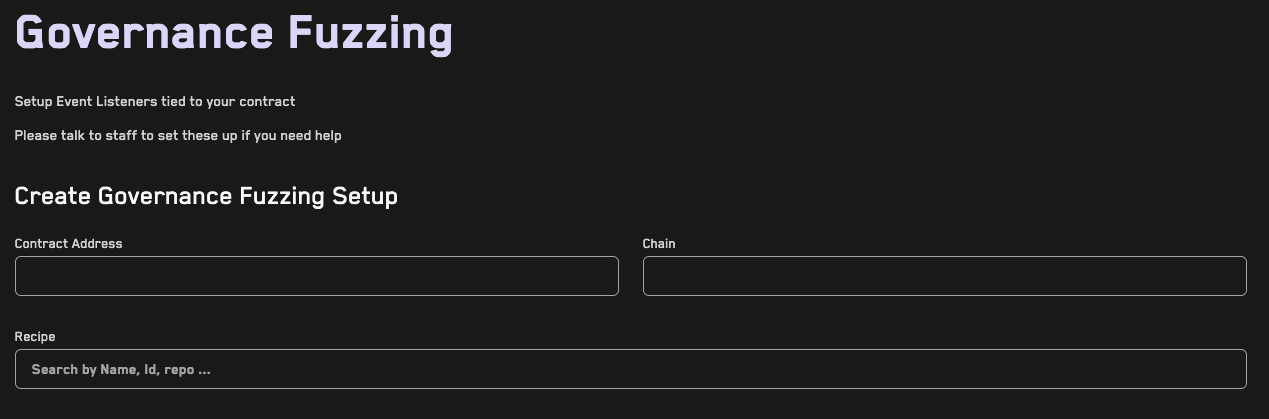 Governance Fuzzing
Setup Event Listeners tied to your contract
Please talk to staff to set these up if you need help
Create Governance Fuzzing Setup
Contract Address
Chain
Recipe
Search by Name, Id, repo ...